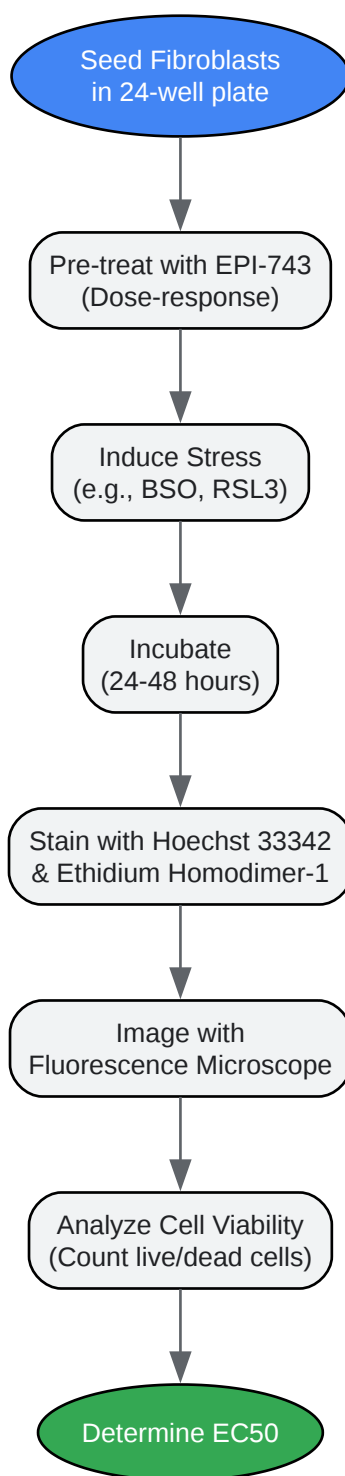 Seed Fibroblasts
in 24-well plate
Pre-treat with EPI-743
(Dose-response)
Induce Stress
(e.g., BSO, RSL3)
Incubate
(24-48 hours)
Stain with Hoechst 33342
& Ethidium Homodimer-1
Image with
Fluorescence Microscope
Analyze Cell Viability
(Count live/dead cells)
Determine EC50